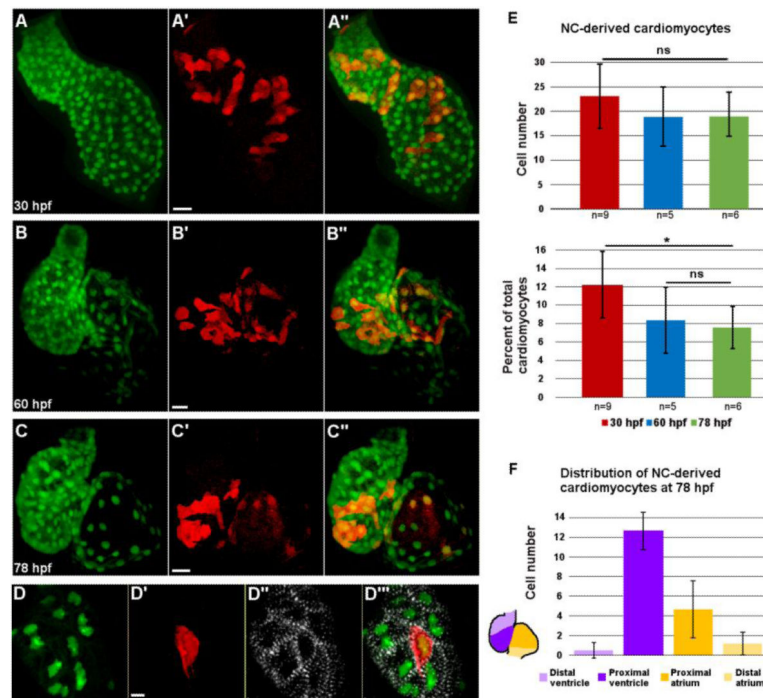 A
A'
A"
30 hpf
B
B'
B"
60 hpf
C
C'
C"
78 hpf
D
D'
D"
D'"
E
NC-derived cardiomyocytes
ns
30
25
20
15
10
5
0
Cell number
n=9
n=5
n=6
*
ns
16
14
12
10
8
6
4
2
0
Percent of total
cardiomyocytes
n=9
n=5
n=6
30 hpf
60 hpf
78 hpf
F
Distribution of NC-derived
cardiomyocytes at 78 hpf
14
12
10
8
6
4
2
0
Cell number
Distal
ventricle
Proximal
ventricle
Proximal
atrium
Distal
atrium